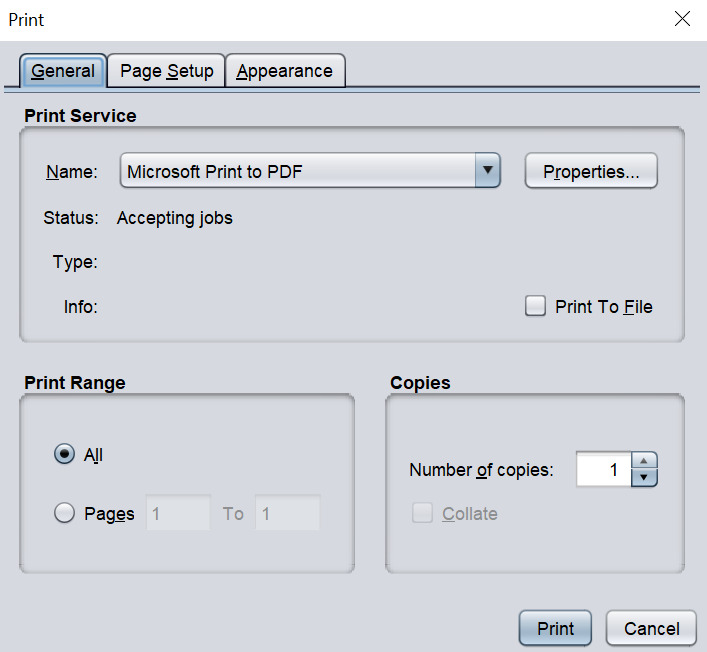 Print
General Page Setup Appearance
Print Service
Name: Microsoft Print to PDF Properties...
Status: Accepting jobs
Type:
Info: Print To File
Print Range Copies
All
Number of copies: 1
Pages 1 To 1 Collate
Print Cancel